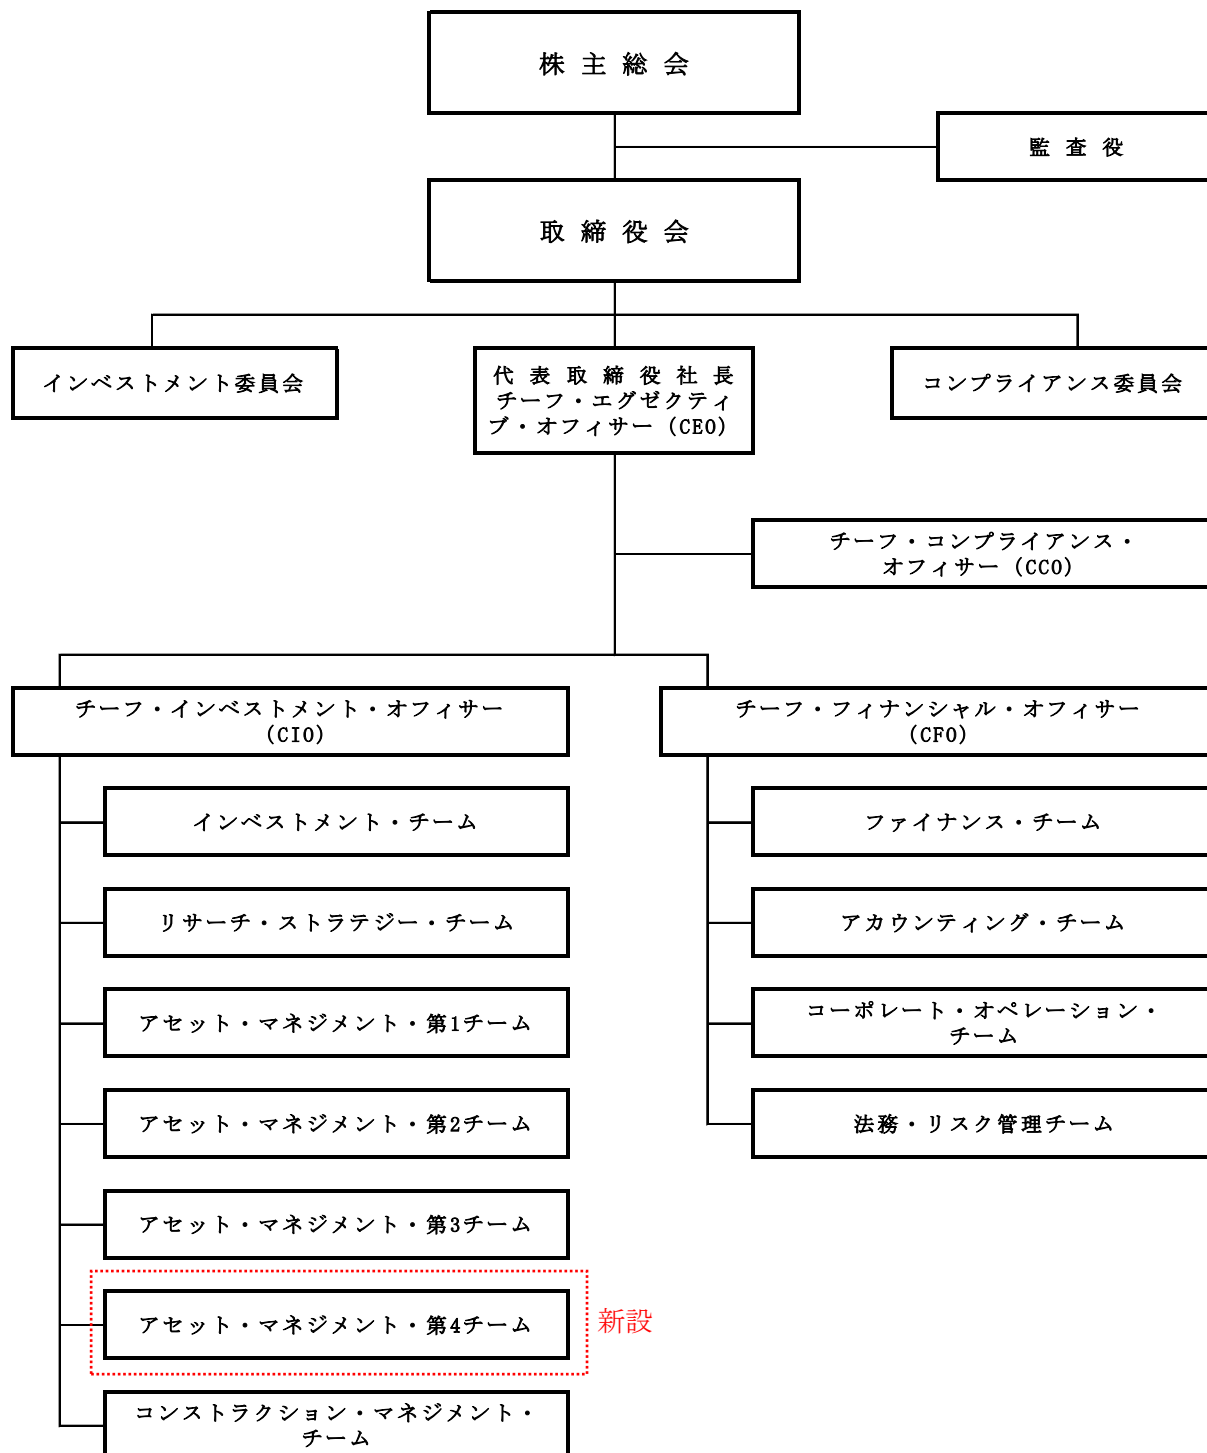 株主総会
監査役
取締役会
インベストメント委員会
代表取締役社長
チーフ・エグゼクティ
ブ・オフィサー (CEO)
コンプライアンス委員会
チーフ・コンプライアンス・
オフィサー (CCO)
チーフ・インベストメント・オフィサー
(CIO)
チーフ・フィナンシャル・オフィサー
(CFO)
インベストメント・チーム
ファイナンス・チーム
リサーチ・ストラテジー・チーム
アカウンティング・チーム
アセット・マネジメント・第1チーム
コーポレート・オペレーション・
チーム
アセット・マネジメント・第2チーム
法務・リスク管理チーム
アセット・マネジメント・第3チーム
アセット・マネジメント・第4チーム
新設
コンストラクション・マネジメント・
チーム